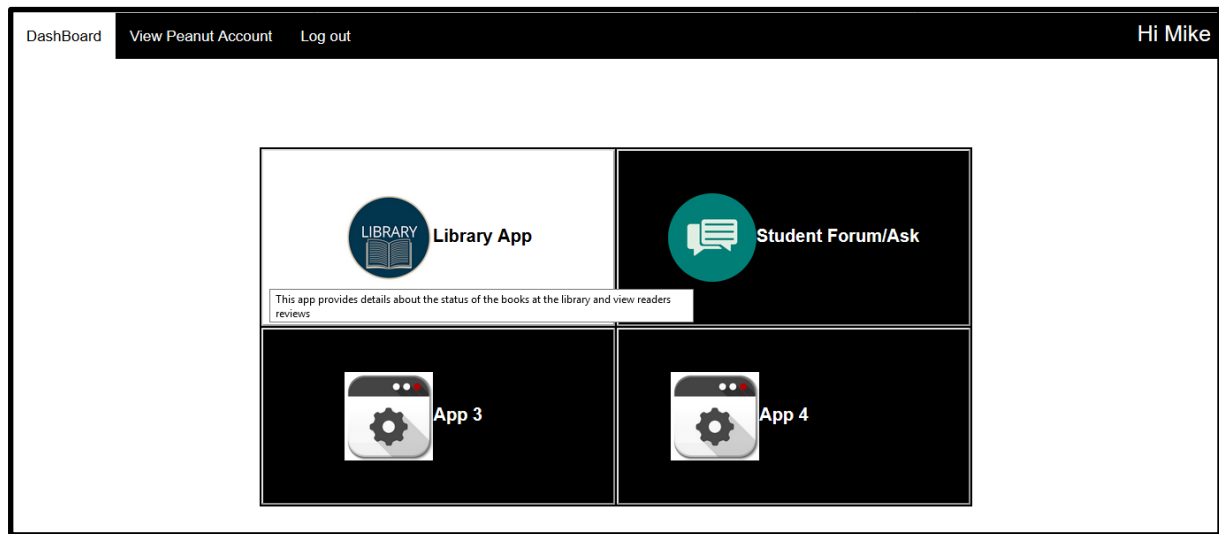 DashBoard View Peanut Account Log out Hi Mike
LIBRARY Library App Student Forum/Ask
This app provides details about the status of the books at the library and view readers
reviews
App 3 App 4